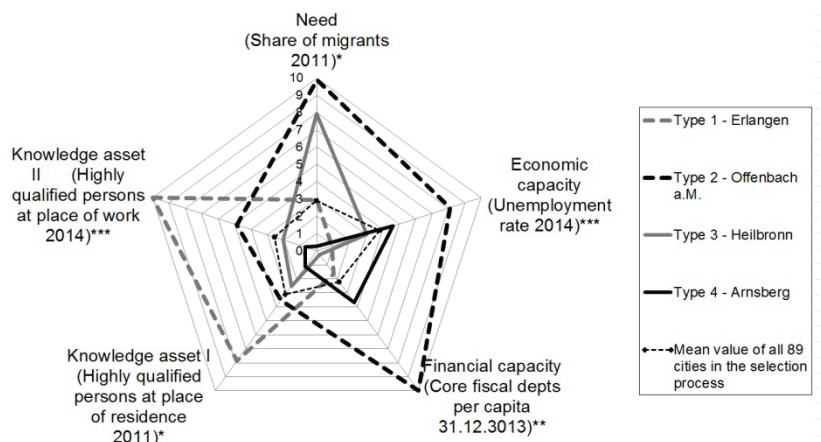 Need
(Share of migrants
2011)*
10
9
8
7
6
5
4
3
2
1
0
Knowledge asset
II (Highly
qualified persons
at place of work
2014)***
Economic
capacity
(Unemployment
rate 2014)***
Knowledge asset I
(Highly qualified
persons at place
of residence
2011)*
Financial capacity
(Core fiscal depts
per capita
31.12.3013)**
Type 1 - Erlangen
Type 2 - Offenbach
a.M.
Type 3 - Heilbronn
Type 4 - Arnsberg
Mean value of all 89
cities in the selection
process